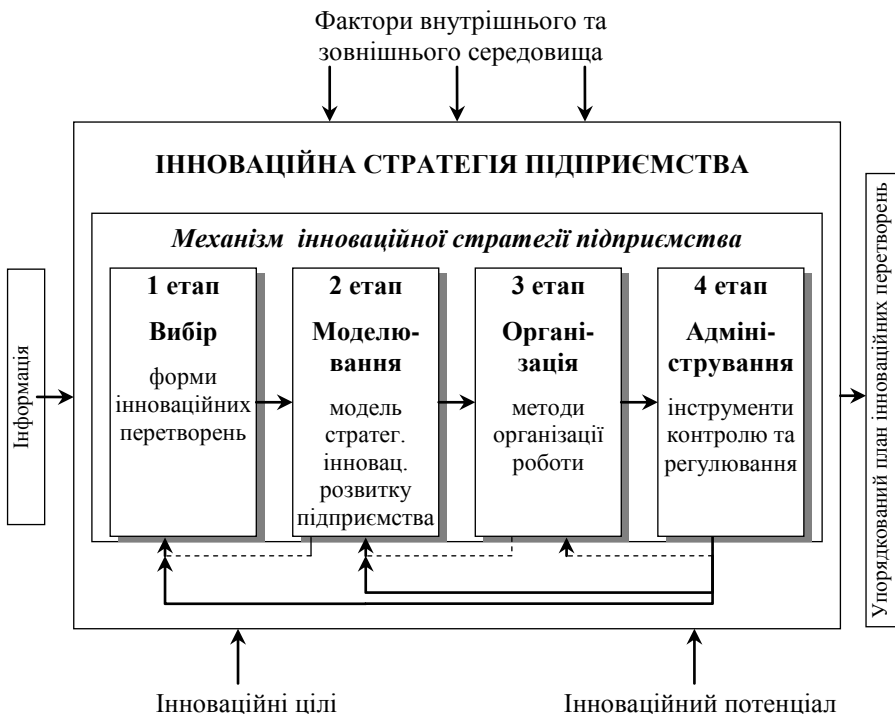 Фактори внутрішнього та
зовнішнього середовища
ІННОВАЦІЙНА СТРАТЕГІЯ ПІДПРИЄМСТВА
Механізм інноваційної стратегії підприємства
Інформація
1 етап
Вибір
форми
інноваційних
перетворень
2 етап
Моделю-
вання
модель
стратег.
інновац.
розвитку
підприємства
3 етап
Органі-
зація
методи
організації
роботи
4 етап
Адміні-
стрування
інструменти
контролю та
регулювання
Упорядкований план інноваційних перетворень
Інноваційні цілі
Інноваційний потенціал